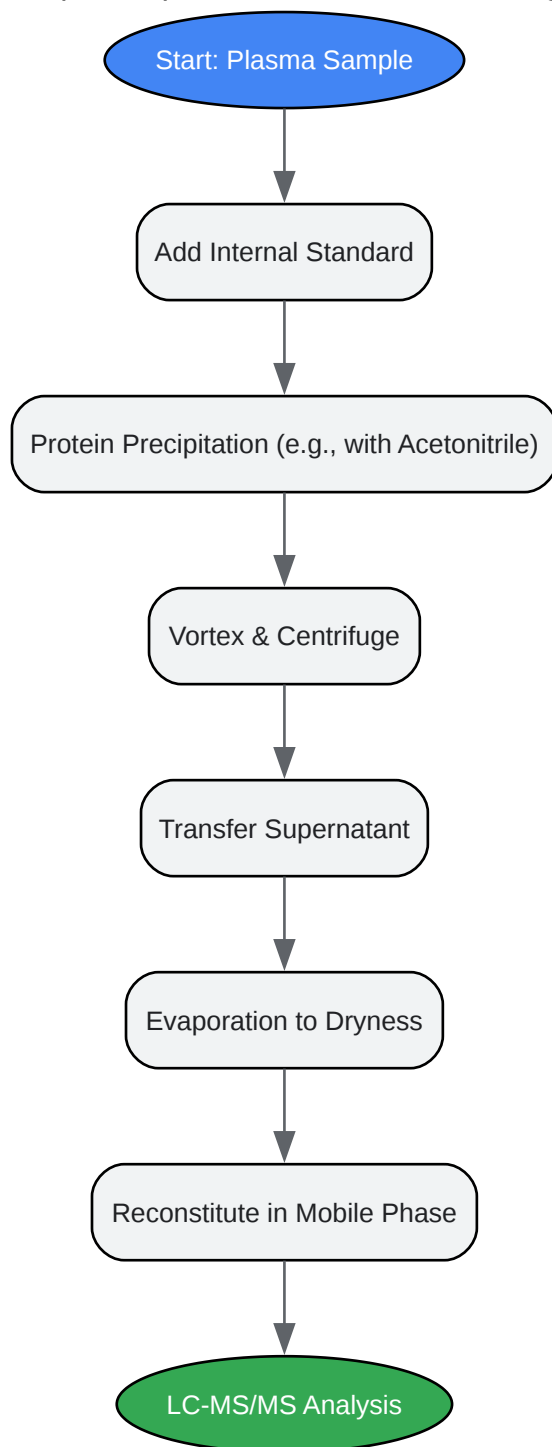 Start: Plasma Sample
Add Internal Standard
Protein Precipitation (e.g., with Acetonitrile)
Vortex & Centrifuge
Transfer Supernatant
Evaporation to Dryness
Reconstitute in Mobile Phase
LC-MS/MS Analysis